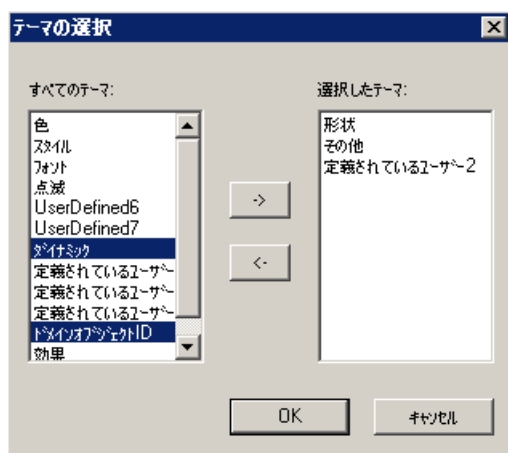 テーマの選択
すべてのテーマ:
色
スタイル
フォント
点滅
UserDefined6
UserDefined7
ダイナミック
定義されているユーザー
定義されているユーザー
定義されているユーザー
ドメインオブジェクトID
効果
->
<-
選択したテーマ:
形状
その他
定義されているユーザー2
OK
キャンセル